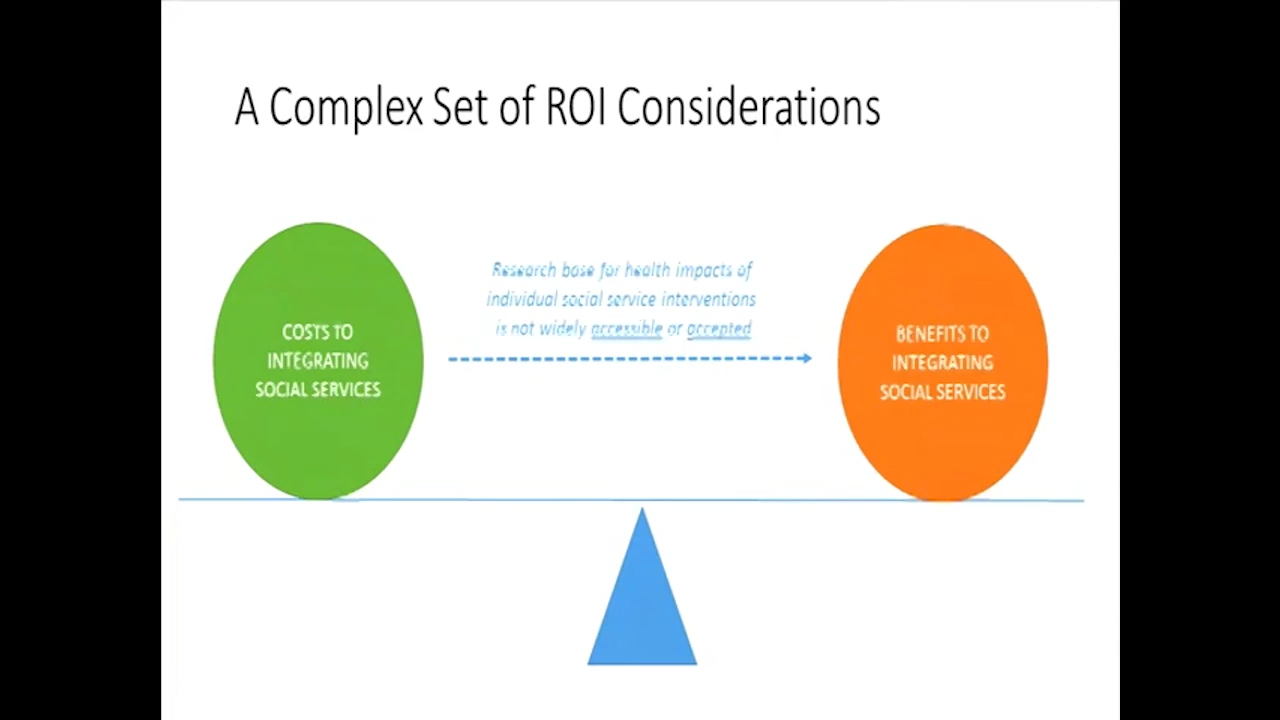 A Complex Set of ROI Considerations
Research base for health impacts of
individual social service interventions
is not widely accessible or accepted
COSTS TO
INTEGRATING
SOCIAL SERVICES
BENEFITS TO
INTEGRATING
SOCIAL SERVICES